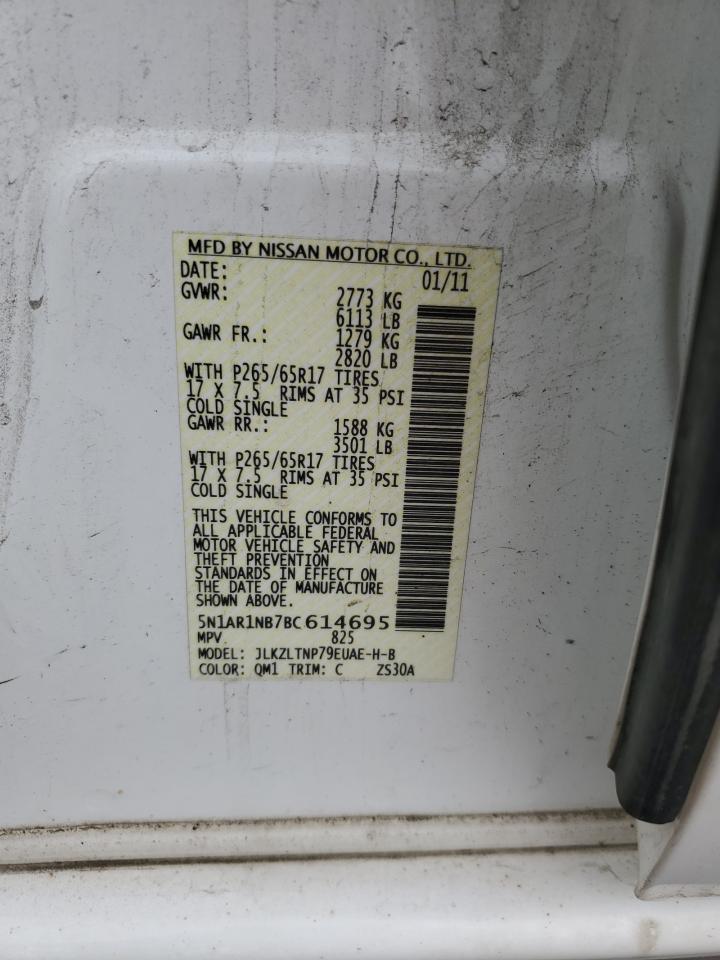 MFD BY NISSAN MOTOR CO., LTD.
DATE: 01/11
GVWR: 2773 KG
6113 LB
GAWR FR.: 1279 KG
2820 LB
WITH P265/65R17 TIRES
17 X 7.5 RIMS AT 35 PSI
COLD SINGLE
GAWR RR.: 1588 KG
3501 LB
WITH P265/65R17 TIRES
17 X 7.5 RIMS AT 35 PSI
COLD SINGLE
THIS VEHICLE CONFORMS TO
ALL APPLICABLE FEDERAL
MOTOR VEHICLE SAFETY AND
THEFT PREVENTION
STANDARDS IN EFFECT ON
THE DATE OF MANUFACTURE
SHOWN ABOVE.
5N1AR1NB7BC614695
MPV 825
MODEL: JLKZLTNP79EUAE-H-B
COLOR: QM1 TRIM: C ZS30A